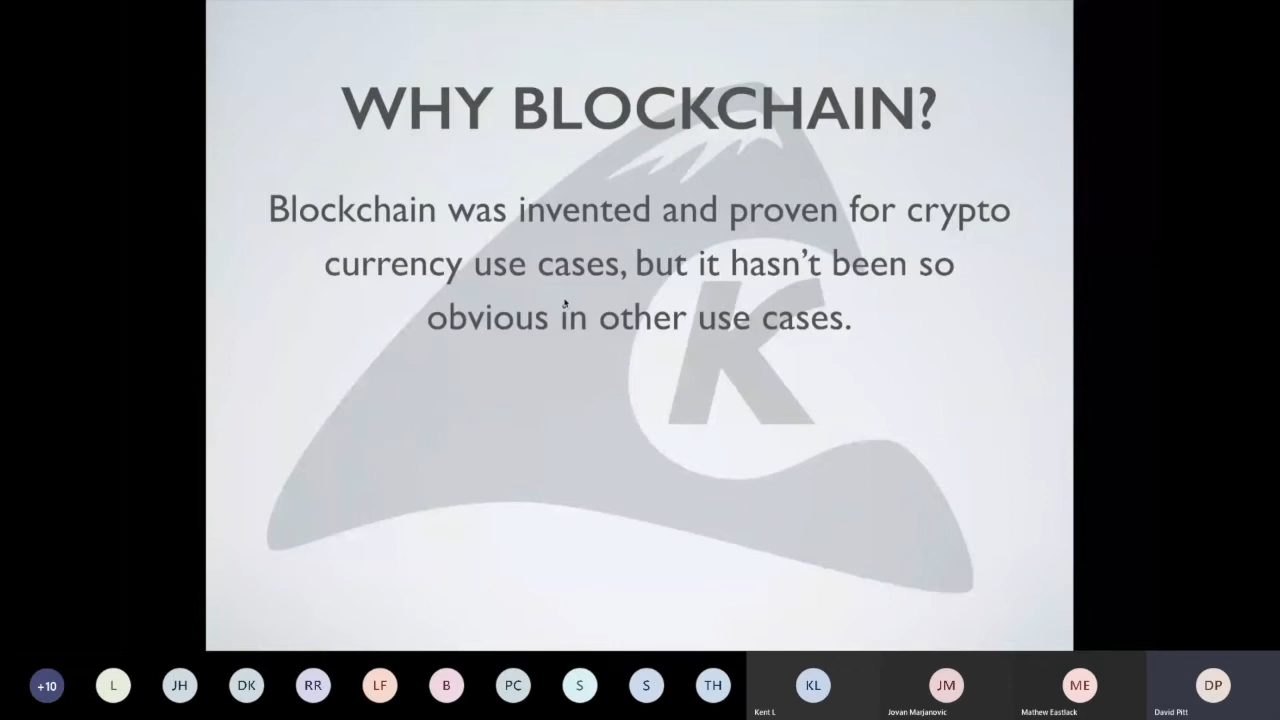 WHY BLOCKCHAIN?
Blockchain was invented and proven for crypto
currency use cases, but it hasn't been so
obvious in other use cases.
K
+10
L
JH
DK
RR
LF
B
PC
S
S
TH
KL
JM
ME
DP
Kent L
Jovan Marjanovic
Mathew Eastlack
David Pitt